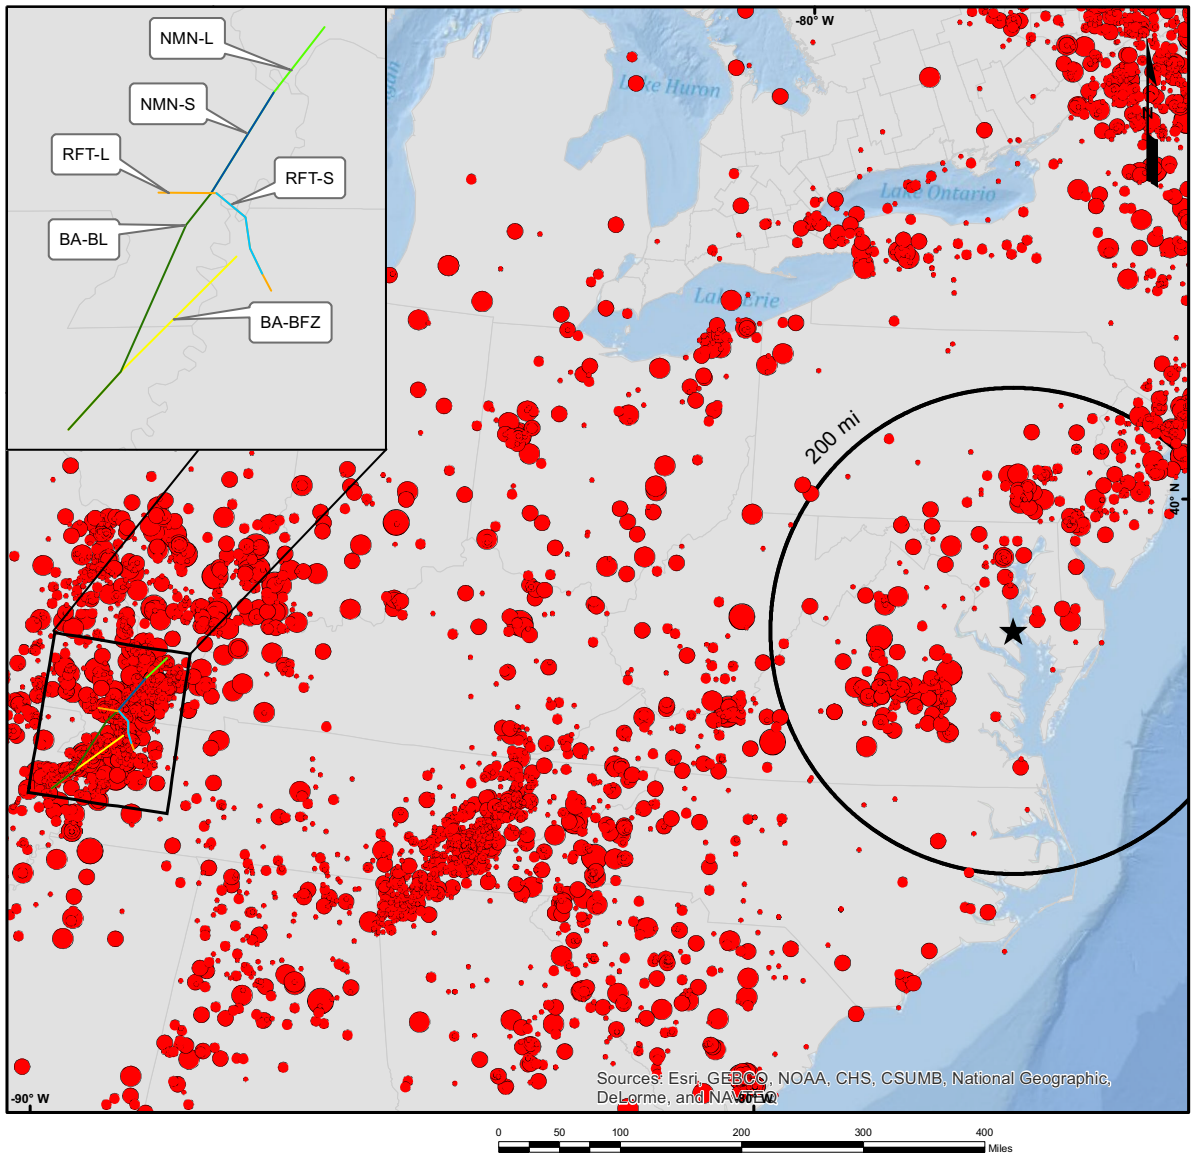 -80° W
NMN-L
NMN-S
RFT-L
RFT-S
BA-BL
BA-BFZ
Lake Huron
Lake Ontario
Lake Erie
N
200 mi
40° N
Sources: Esri, GEBCO, NOAA, CHS, CSUMB, National Geographic,
DeLorme, and NAVTEQ
-90° W
-80° W
0 50 100 200 300 400
Miles